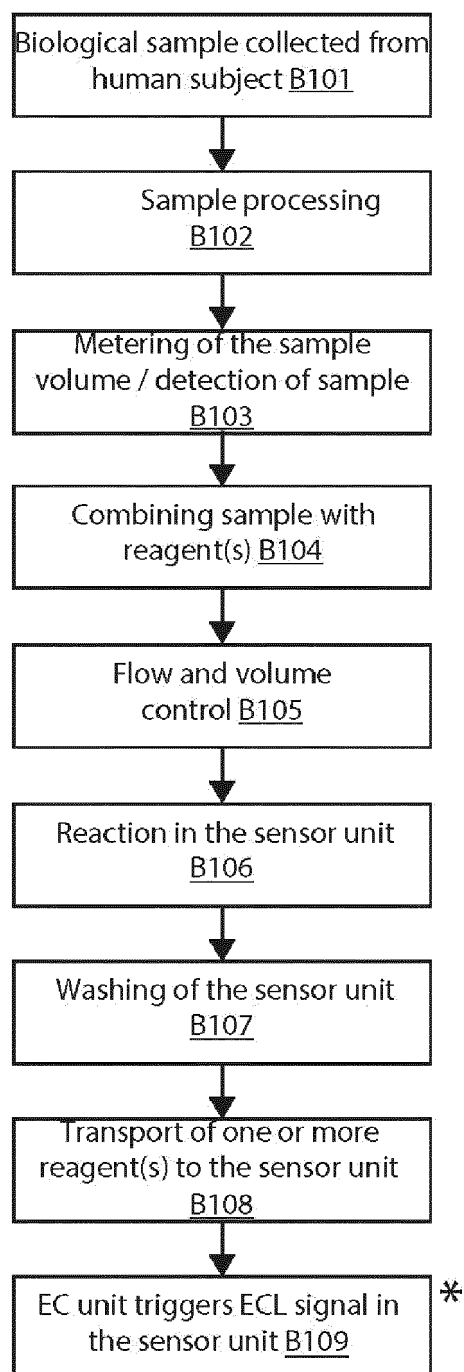 Biological sample collected from
human subject B101
Sample processing
B102
Metering of the sample
volume / detection of sample
B103
Combining sample with
reagent(s) B104
Flow and volume
control B105
Reaction in the sensor unit
B106
Washing of the sensor unit
B107
Transport of one or more
reagent(s) to the sensor unit
B108
EC unit triggers ECL signal in *
the sensor unit B109